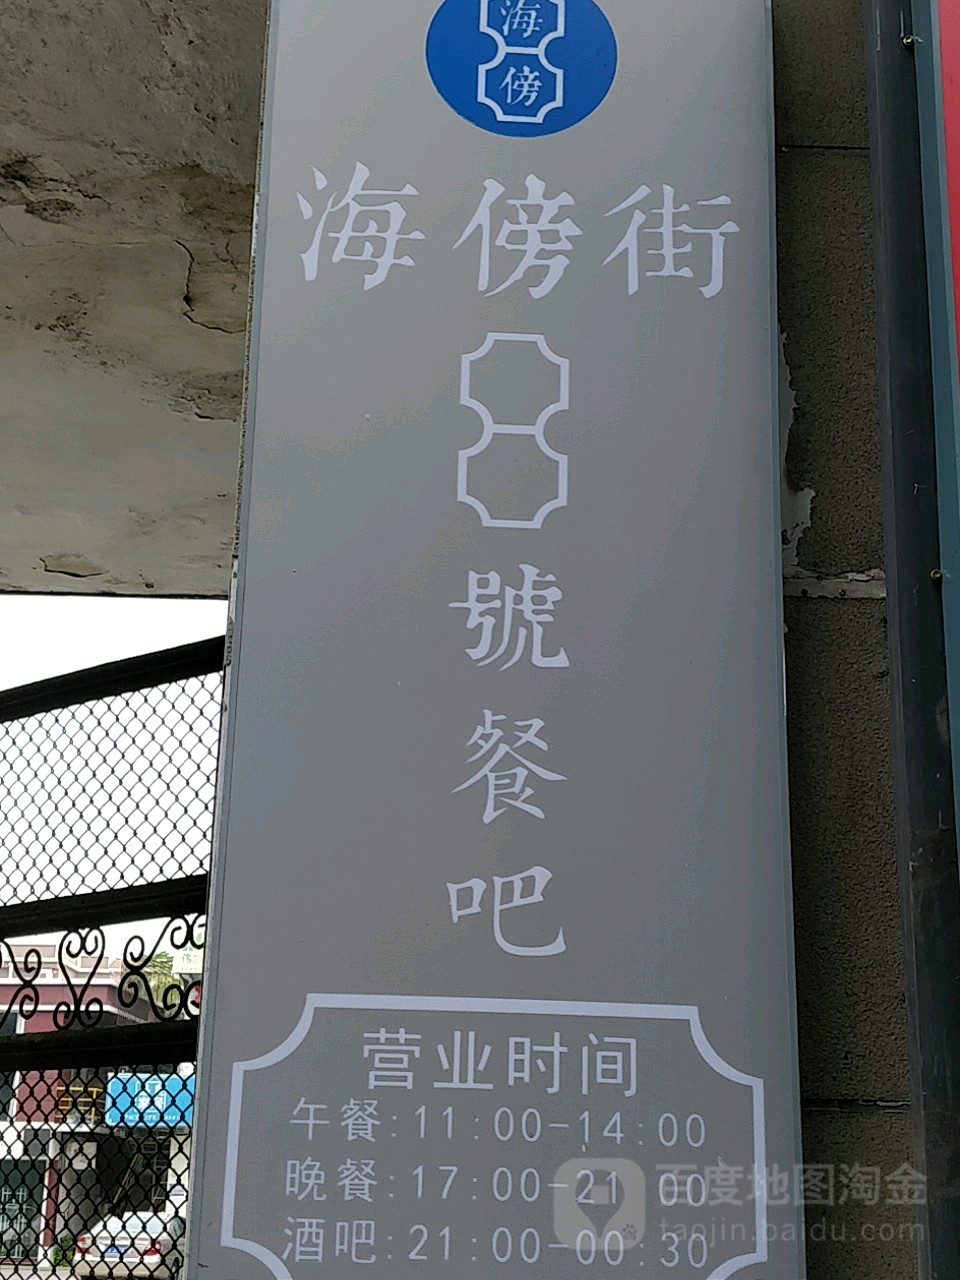 海
傍
海傍街
號
餐
吧
营业时间
午餐:11:00-14:00
晚餐:17:00-21:00
酒吧:21:00-00:30
百度地图淘金
taojin.baidu.com